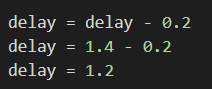 delay = delay - 0.2
delay = 1.4 - 0.2
delay = 1.2